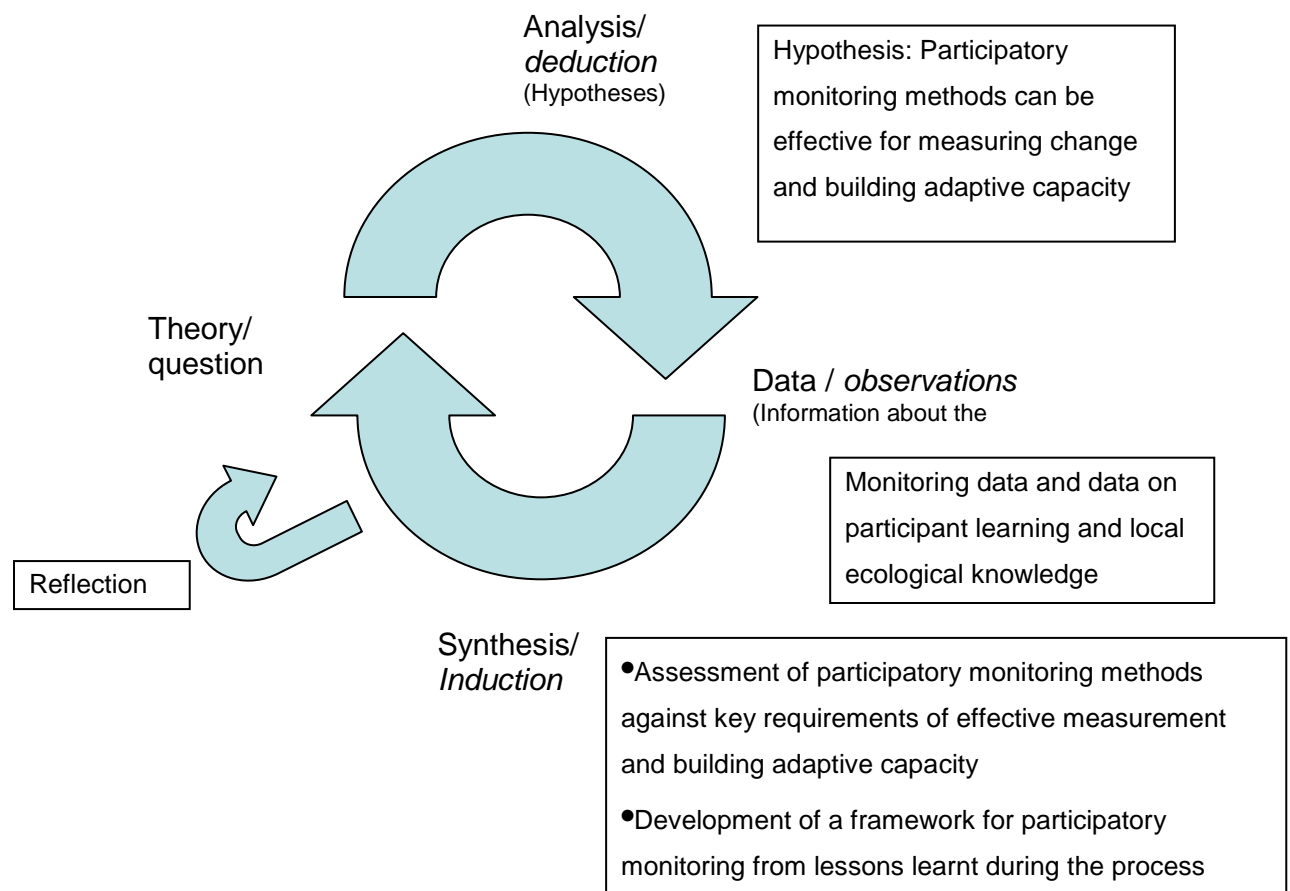 Analysis/
deduction
(Hypotheses)
Hypothesis: Participatory
monitoring methods can be
effective for measuring change
and building adaptive capacity
Theory/
question
Data / observations
(Information about the
Monitoring data and data on
participant learning and local
ecological knowledge
Reflection
Synthesis/
Induction
•Assessment of participatory monitoring methods
against key requirements of effective measurement
and building adaptive capacity
•Development of a framework for participatory
monitoring from lessons learnt during the process